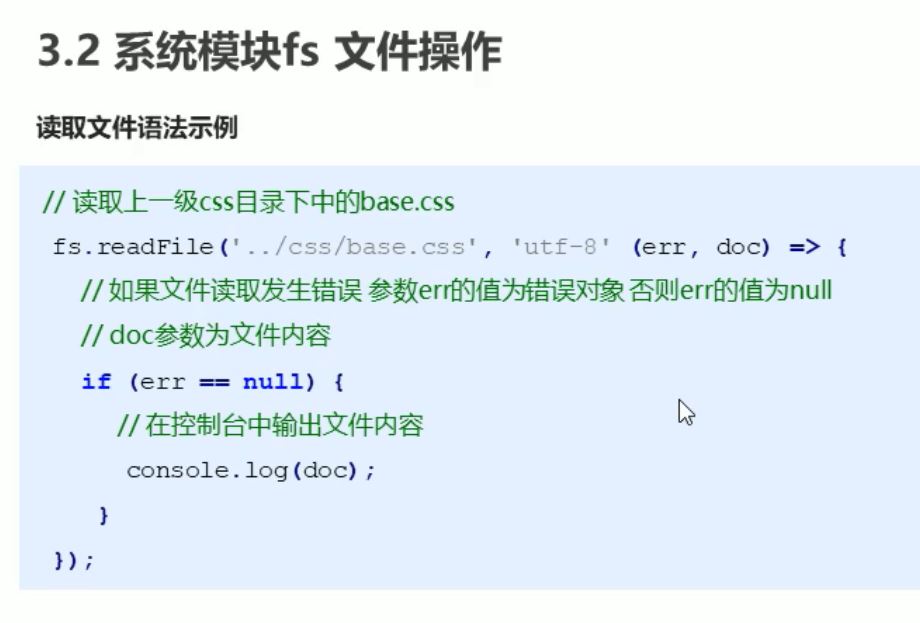 3.2 系统模块fs 文件操作
读取文件语法示例
// 读取上一级css目录下中的base.css
fs.readFile('../css/base.css', 'utf-8' (err, doc) => {
// 如果文件读取发生错误 参数err的值为错误对象 否则err的值为null
// doc参数为文件内容
if (err == null) {
// 在控制台中输出文件内容
console.log(doc);
}
});